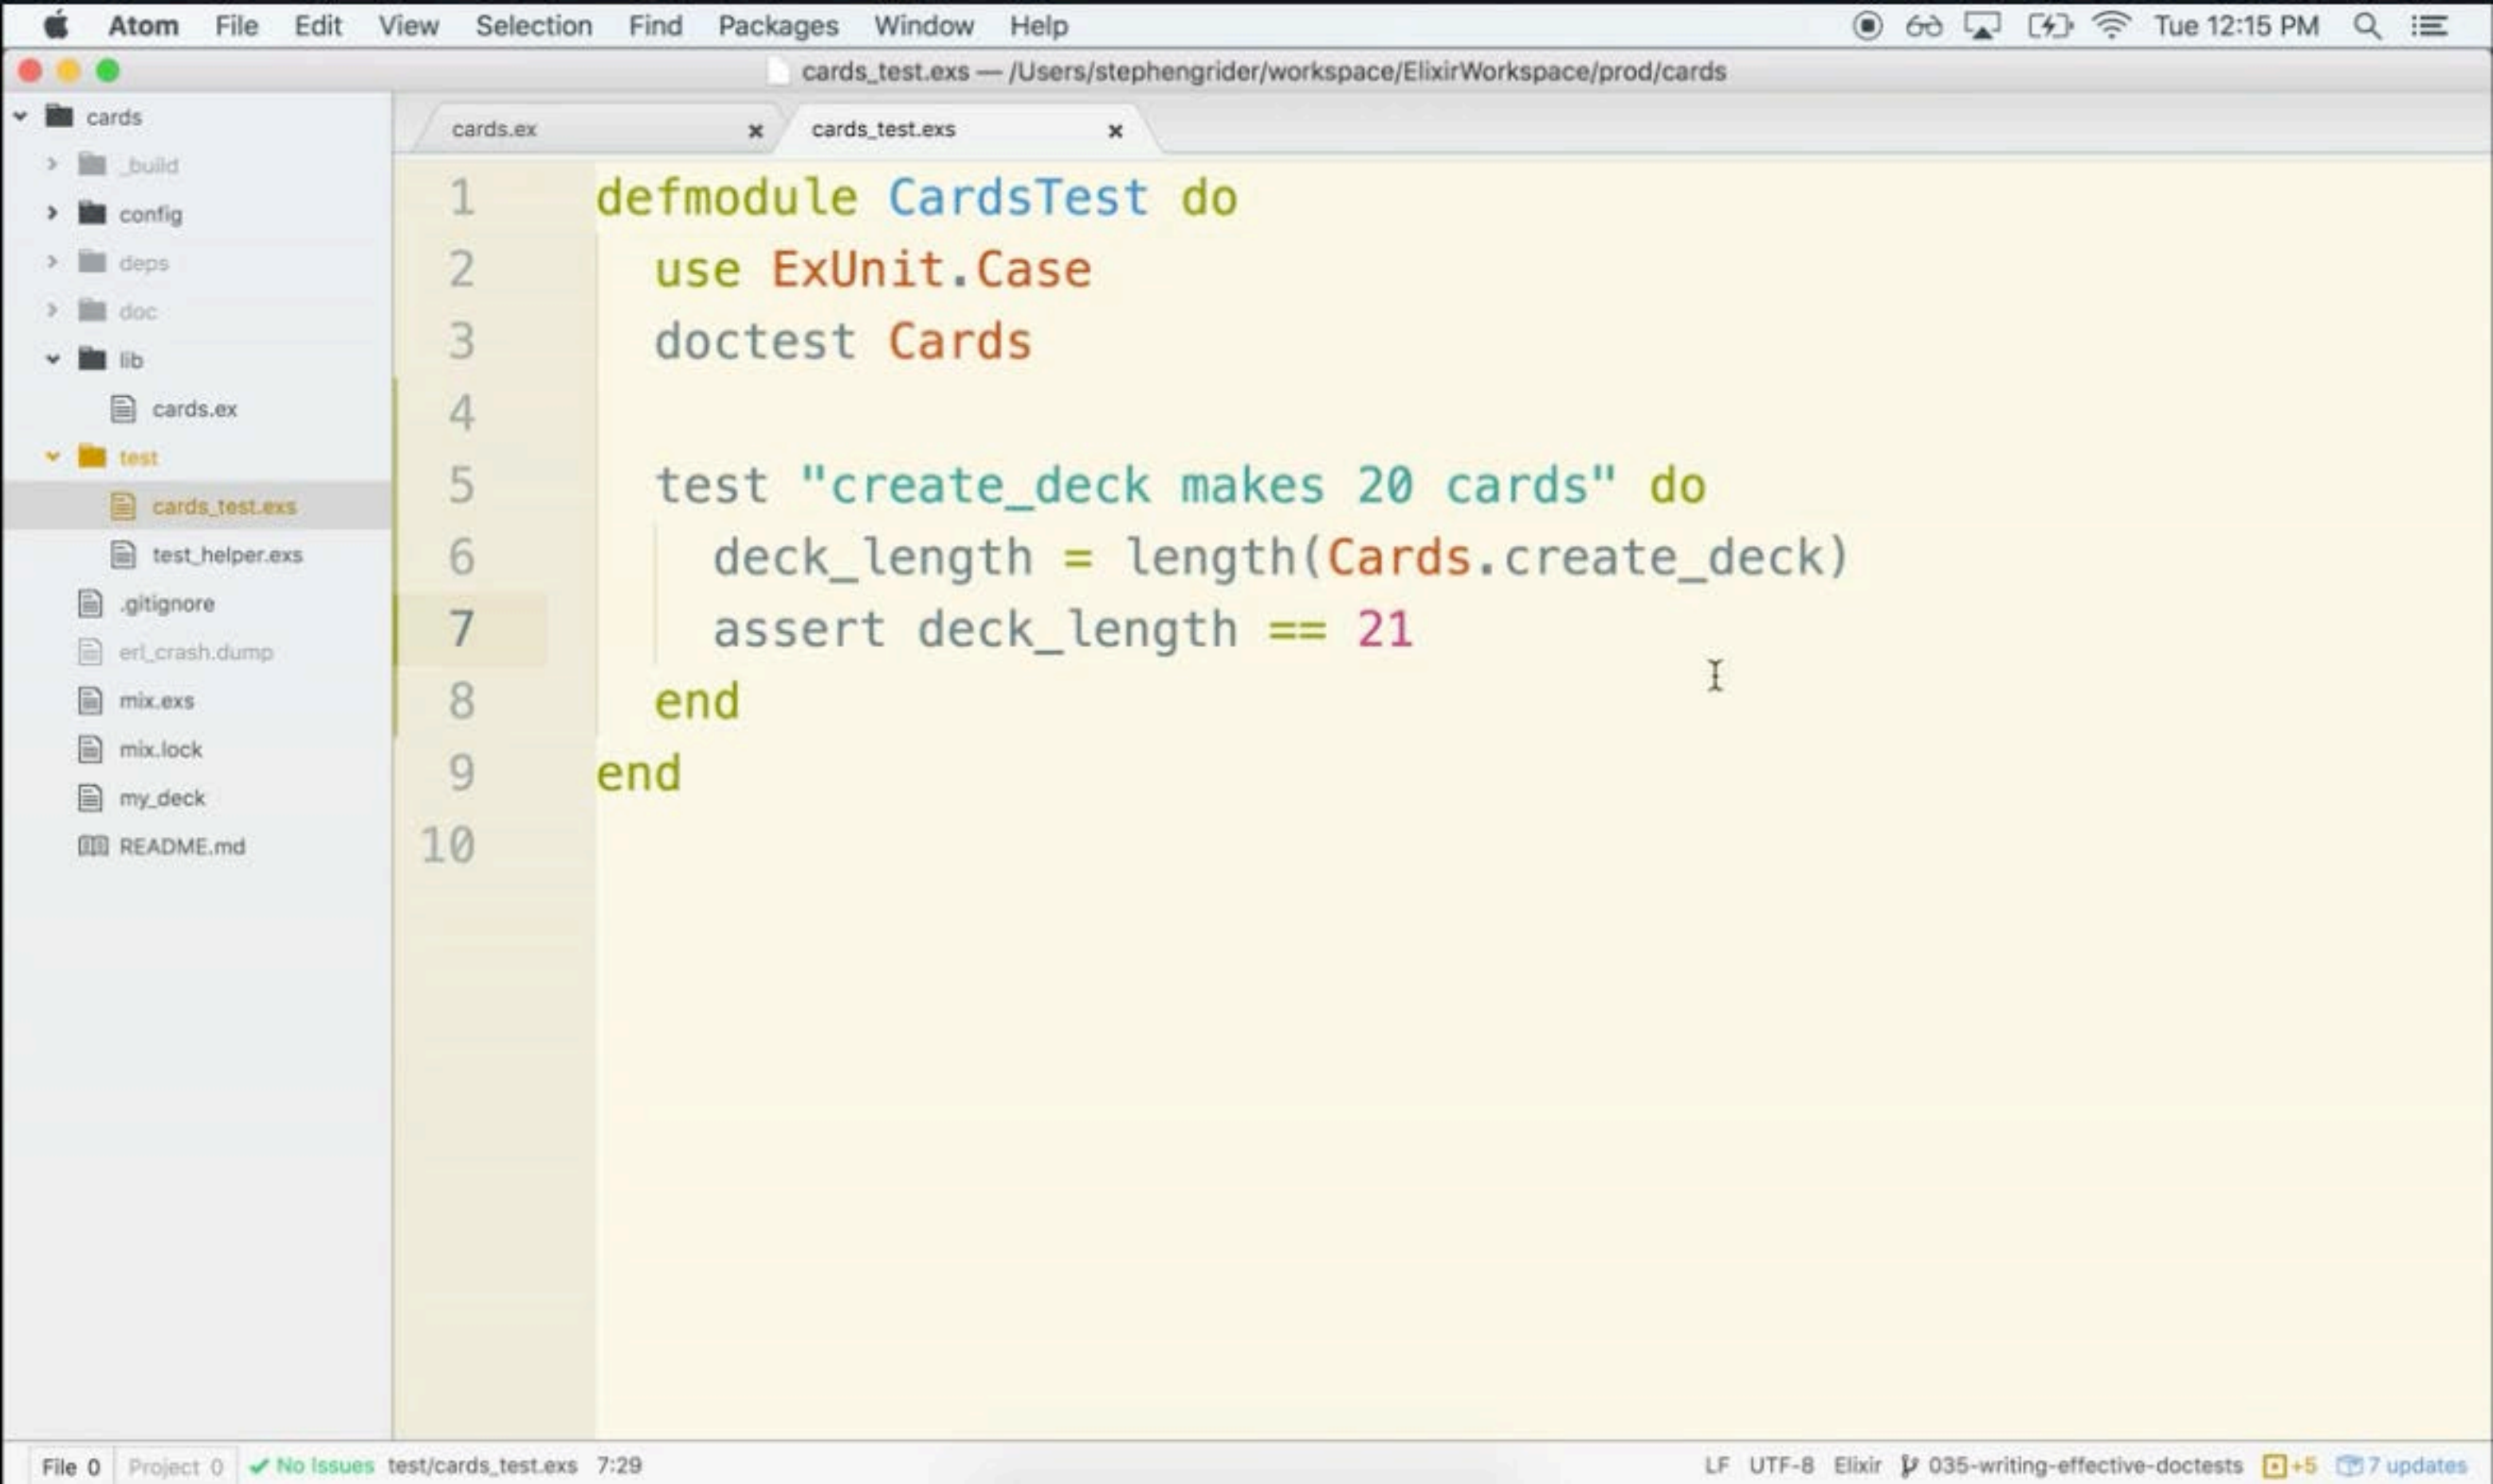 Atom File Edit View Selection Find Packages Window Help Tue 12:15 PM
cards_test.exs — /Users/stephengrider/workspace/ElixirWorkspace/prod/cards
cards
_build
config
deps
doc
lib
cards.ex
test
cards_test.exs
test_helper.exs
.gitignore
erl_crash.dump
mix.exs
mix.lock
my_deck
README.md
cards.ex cards_test.exs
1 defmodule CardsTest do
2 use ExUnit.Case
3 doctest Cards
4
5 test "create_deck makes 20 cards" do
6 deck_length = length(Cards.create_deck)
7 assert deck_length == 21
8 end
9 end
10
File 0 Project 0 No Issues test/cards_test.exs 7:29 LF UTF-8 Elixir 035-writing-effective-doctests +5 7 updates